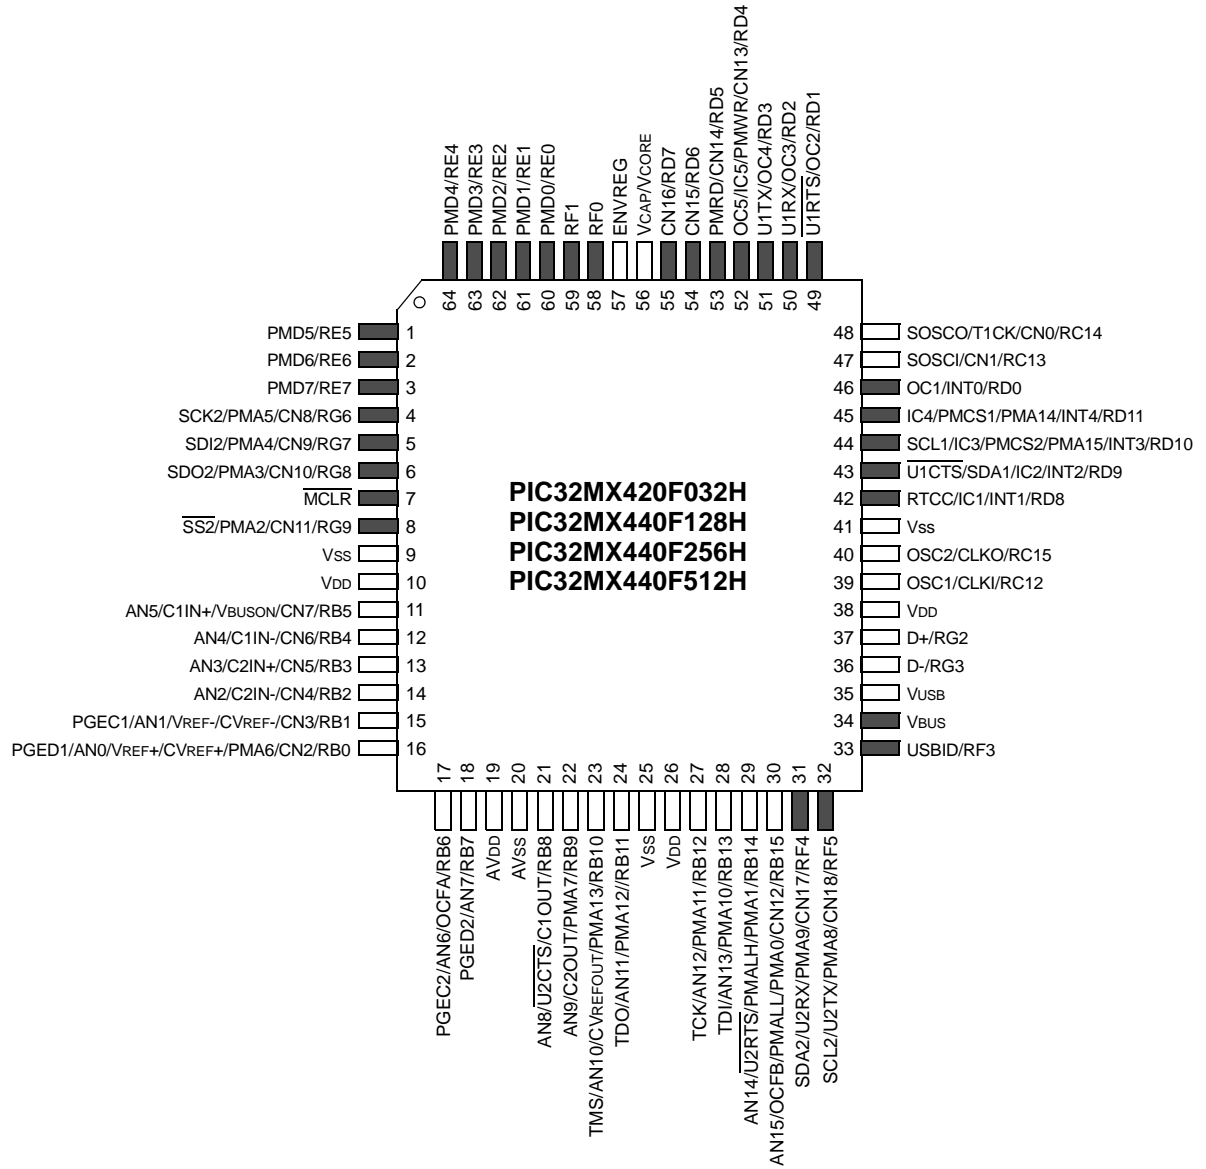 PMD4/RE4
PMD3/RE3
PMD2/RE2
PMD1/RE1
PMD0/RE0
RF1
RF0
ENVREG
VCAP/VCORE
CN16/RD7
CN15/RD6
PMRD/CN14/RD5
OC5/IC5/PMWR/CN13/RD4
U1TX/OC4/RD3
U1RX/OC3/RD2
U1RTS/OC2/RD1
64
63
62
61
60
59
58
57
56
55
54
53
52
51
50
49
PMD5/RE5 1
PMD6/RE6 2
PMD7/RE7 3
SCK2/PMA5/CN8/RG6 4
SDI2/PMA4/CN9/RG7 5
SDO2/PMA3/CN10/RG8 6
MCLR 7
SS2/PMA2/CN11/RG9 8
VSS 9
VDD 10
AN5/C1IN+/VBUSON/CN7/RB5 11
AN4/C1IN-/CN6/RB4 12
AN3/C2IN+/CN5/RB3 13
AN2/C2IN-/CN4/RB2 14
PGEC1/AN1/VREF-/CVREF-/CN3/RB1 15
PGED1/AN0/VREF+/CVREF+/PMA6/CN2/RB0 16
PIC32MX420F032H
PIC32MX440F128H
PIC32MX440F256H
PIC32MX440F512H
48 SOSCO/T1CK/CN0/RC14
47 SOSCI/CN1/RC13
46 OC1/INT0/RD0
45 IC4/PMCS1/PMA14/INT4/RD11
44 SCL1/IC3/PMCS2/PMA15/INT3/RD10
43 U1CTS/SDA1/IC2/INT2/RD9
42 RTCC/IC1/INT1/RD8
41 Vss
40 OSC2/CLKO/RC15
39 OSC1/CLKI/RC12
38 VDD
37 D+/RG2
36 D-/RG3
35 VUSB
34 VBUS
33 USBID/RF3
17
18
19
20
21
22
23
24
25
26
27
28
29
30
31
32
PGEC2/AN6/OCFA/RB6
PGED2/AN7/RB7
AVDD
AVSS
AN8/U2CTS/C1OUT/RB8
AN9/C2OUT/PMA7/RB9
TMS/AN10/CVREFOUT/PMA13/RB10
TDO/AN11/PMA12//RB11
VSS
VDD
TCK/AN12/PMA11/RB12
TDI/AN13/PMA10/RB13
AN14/U2RTS/PMALH/PMA1/RB14
AN15/OCFB/PMALL/PMA0/CN12/RB15
SDA2/U2RX/PMA9/CN17/RF4
SCL2/U2TX/PMA8/CN18/RF5